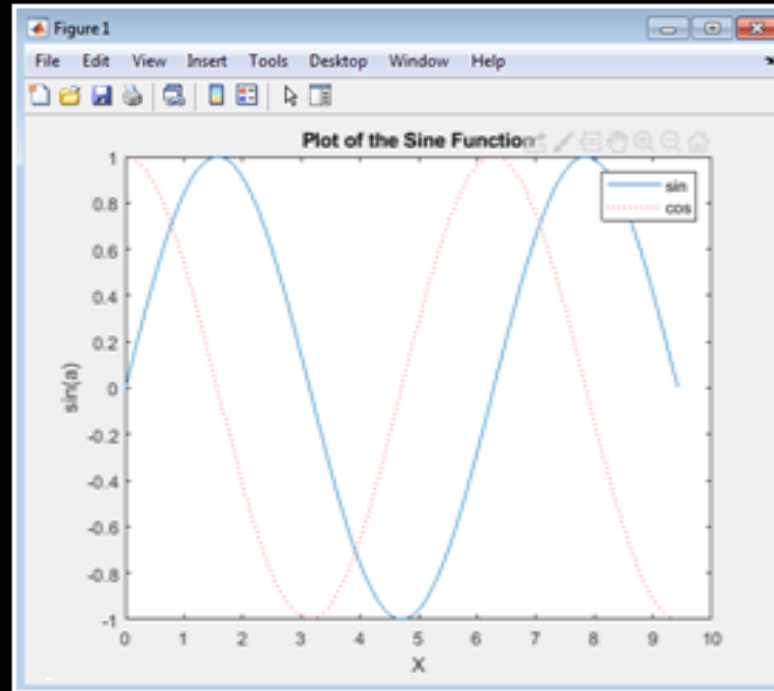 Figure 1
File Edit View Insert Tools Desktop Window Help
Plot of the Sine Function
sin
cos
1
0.8
0.6
0.4
0.2
0
-0.2
-0.4
-0.6
-0.8
-1
sin(a)
0 1 2 3 4 5 6 7 8 9 10
X